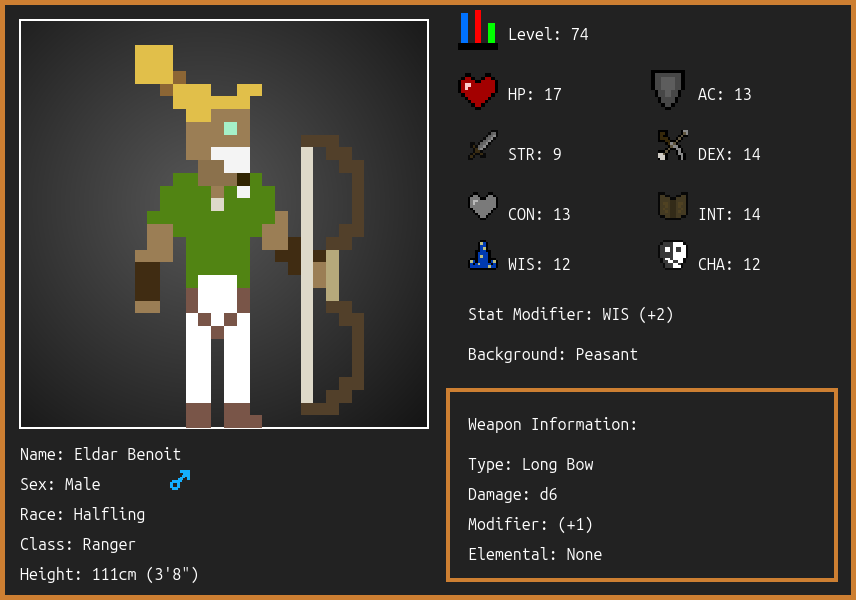 Level: 74
HP: 17
AC: 13
STR: 9
DEX: 14
CON: 13
INT: 14
WIS: 12
CHA: 12
Stat Modifier: WIS (+2)
Background: Peasant
Weapon Information:
Type: Long Bow
Damage: d6
Modifier: (+1)
Elemental: None
Name: Eldar Benoit
Sex: Male
Race: Halfling
Class: Ranger
Height: 111cm (3'8")